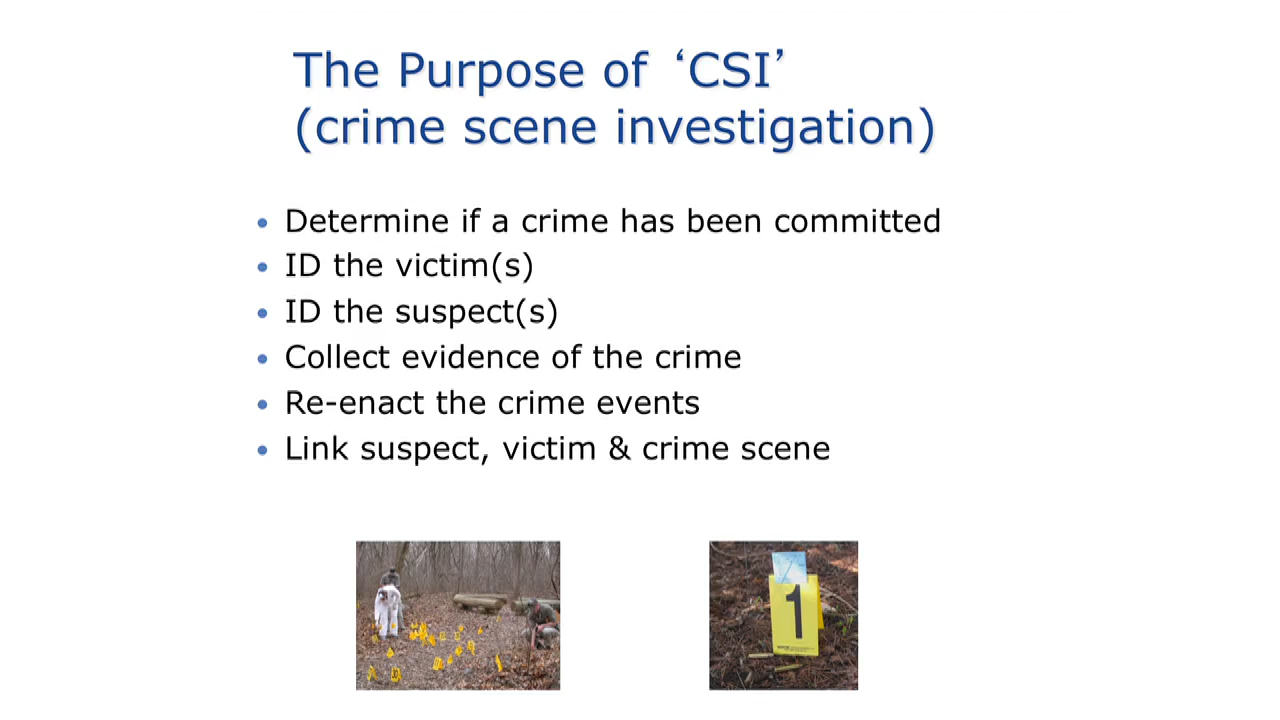 The Purpose of ‘CSI’
(crime scene investigation)
• Determine if a crime has been committed
• ID the victim(s)
• ID the suspect(s)
• Collect evidence of the crime
• Re-enact the crime events
• Link suspect, victim & crime scene
1